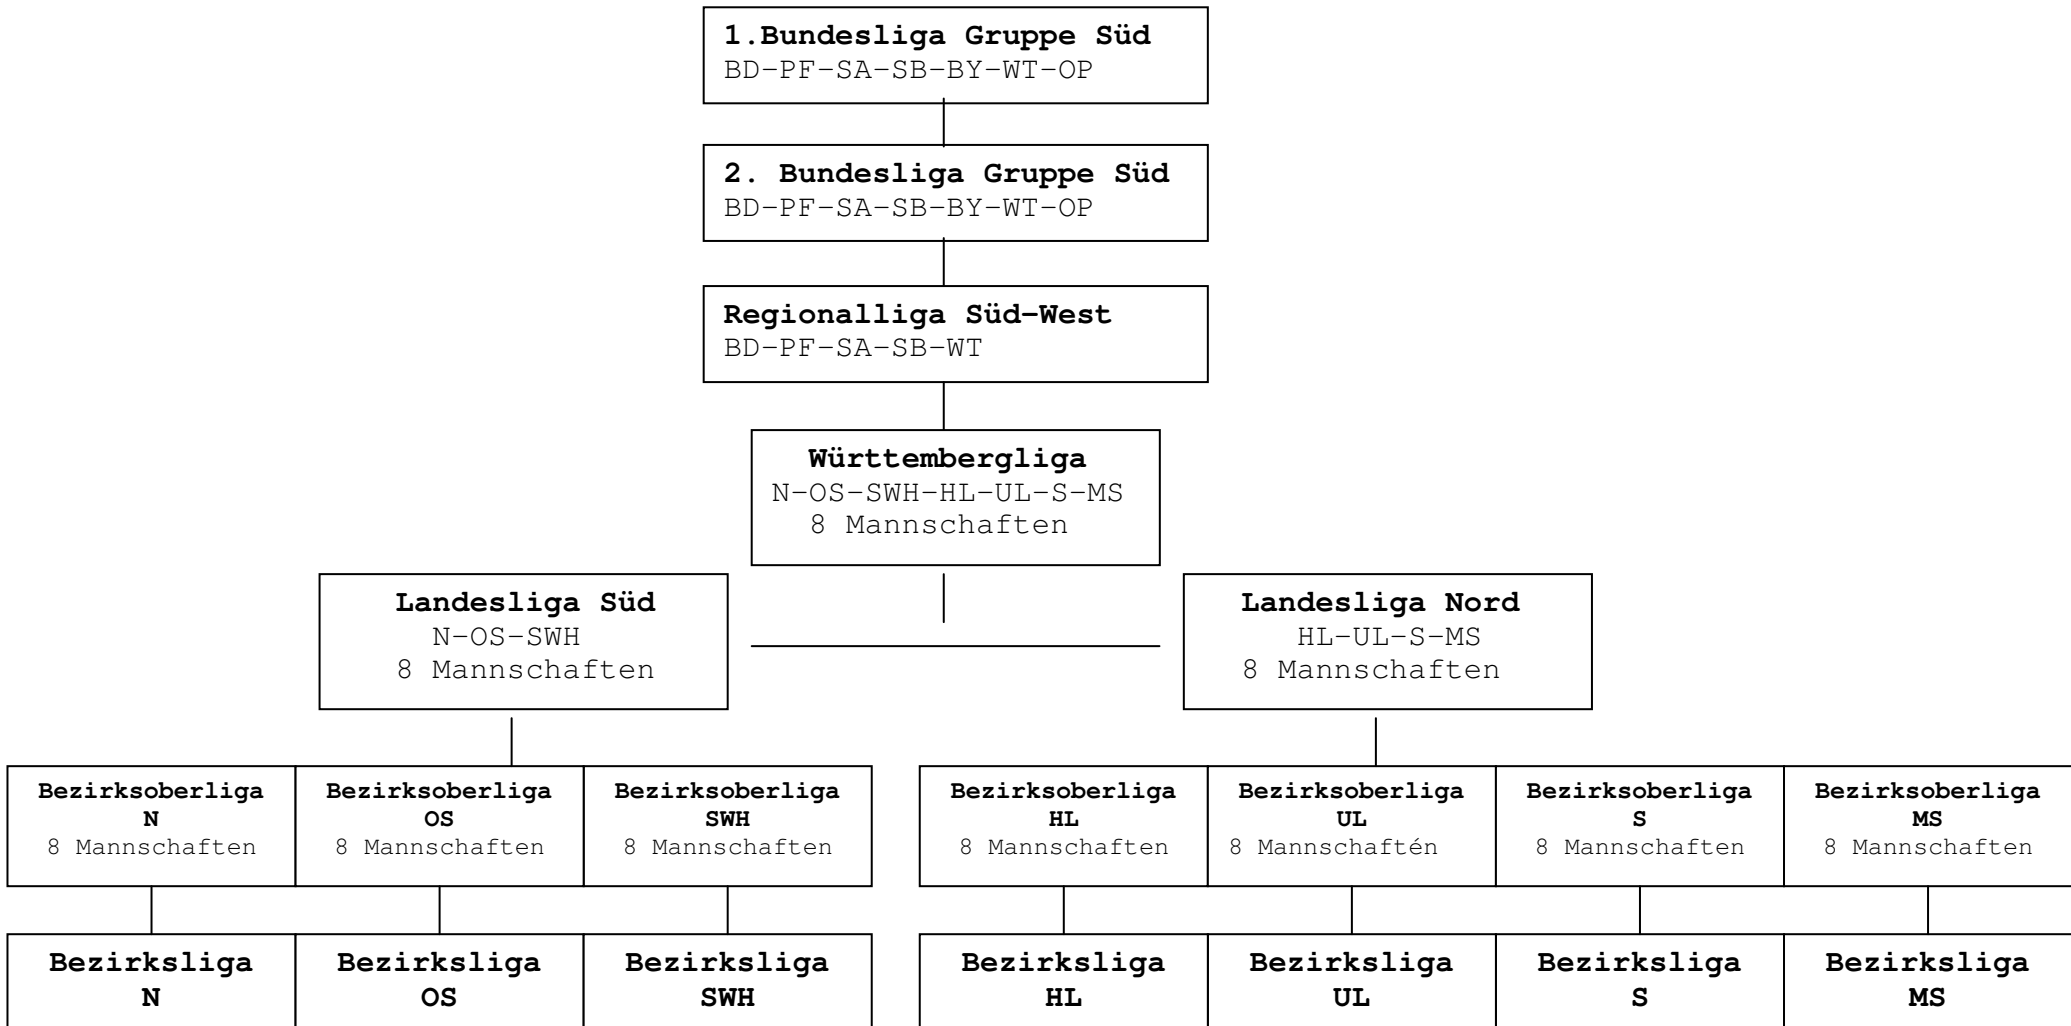 1.Bundesliga Gruppe Süd
BD-PF-SA-SB-BY-WT-OP
2. Bundesliga Gruppe Süd
BD-PF-SA-SB-BY-WT-OP
Regionalliga Süd-West
BD-PF-SA-SB-WT
Württembergliga
N-OS-SWH-HL-UL-S-MS
8 Mannschaften
Landesliga Süd
N-OS-SWH
8 Mannschaften
Landesliga Nord
HL-UL-S-MS
8 Mannschaften
Bezirksoberliga
N
8 Mannschaften
Bezirksoberliga
OS
8 Mannschaften
Bezirksoberliga
SWH
8 Mannschaften
Bezirksoberliga
HL
8 Mannschaften
Bezirksoberliga
UL
8 Mannschaftén
Bezirksoberliga
S
8 Mannschaften
Bezirksoberliga
MS
8 Mannschaften
Bezirksliga
N
Bezirksliga
OS
Bezirksliga
SWH
Bezirksliga
HL
Bezirksliga
UL
Bezirksliga
S
Bezirksliga
MS